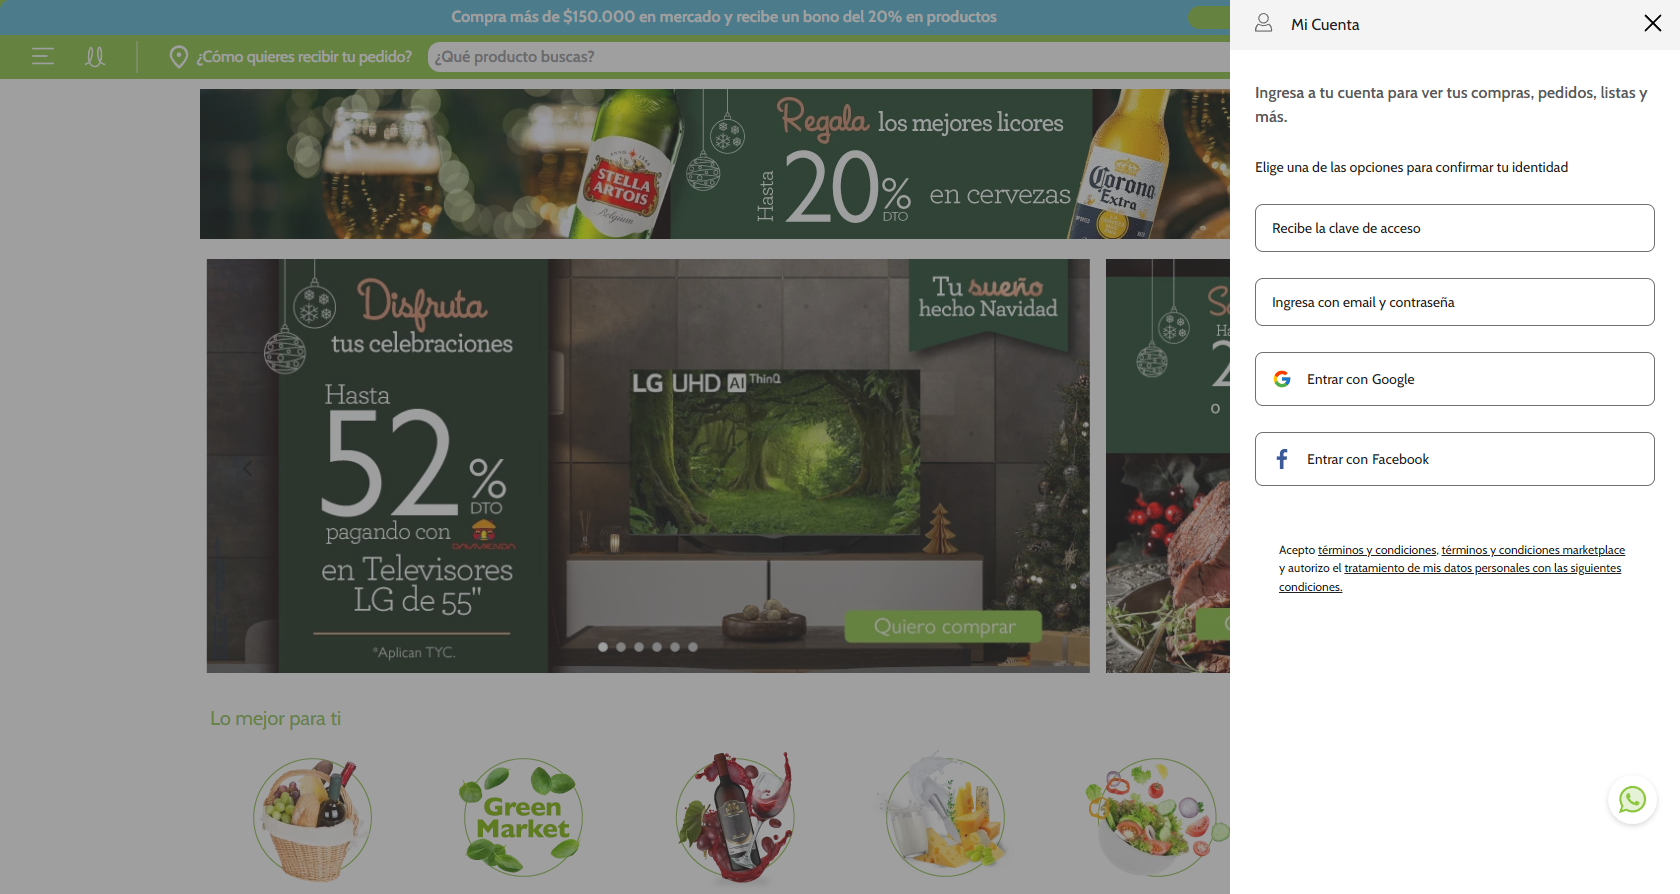 Compra más de $150.000 en mercado y recibe un bono del 20% en productos
Mi Cuenta
¿Cómo quieres recibir tu pedido?
¿Qué producto buscas?
Regala los mejores licores
Hasta 20% DTO en cervezas
STELLA ARTOIS
Belgium
Corona
Extra
Disfruta
tus celebraciones
Hasta
52%
DTO
pagando con
DAVIVIENDA
en Televisores
LG de 55"
*Aplican TYC.
Tu sueño
hecho Navidad
LG UHD AI ThinQ
Quiero comprar
Ha
2
o
Lo mejor para ti
Green
Market
Ingresa a tu cuenta para ver tus compras, pedidos, listas y
más.
Elige una de las opciones para confirmar tu identidad
Recibe la clave de acceso
Ingresa con email y contraseña
Entrar con Google
Entrar con Facebook
Acepto términos y condiciones, términos y condiciones marketplace
y autorizo el tratamiento de mis datos personales con las siguientes
condiciones.